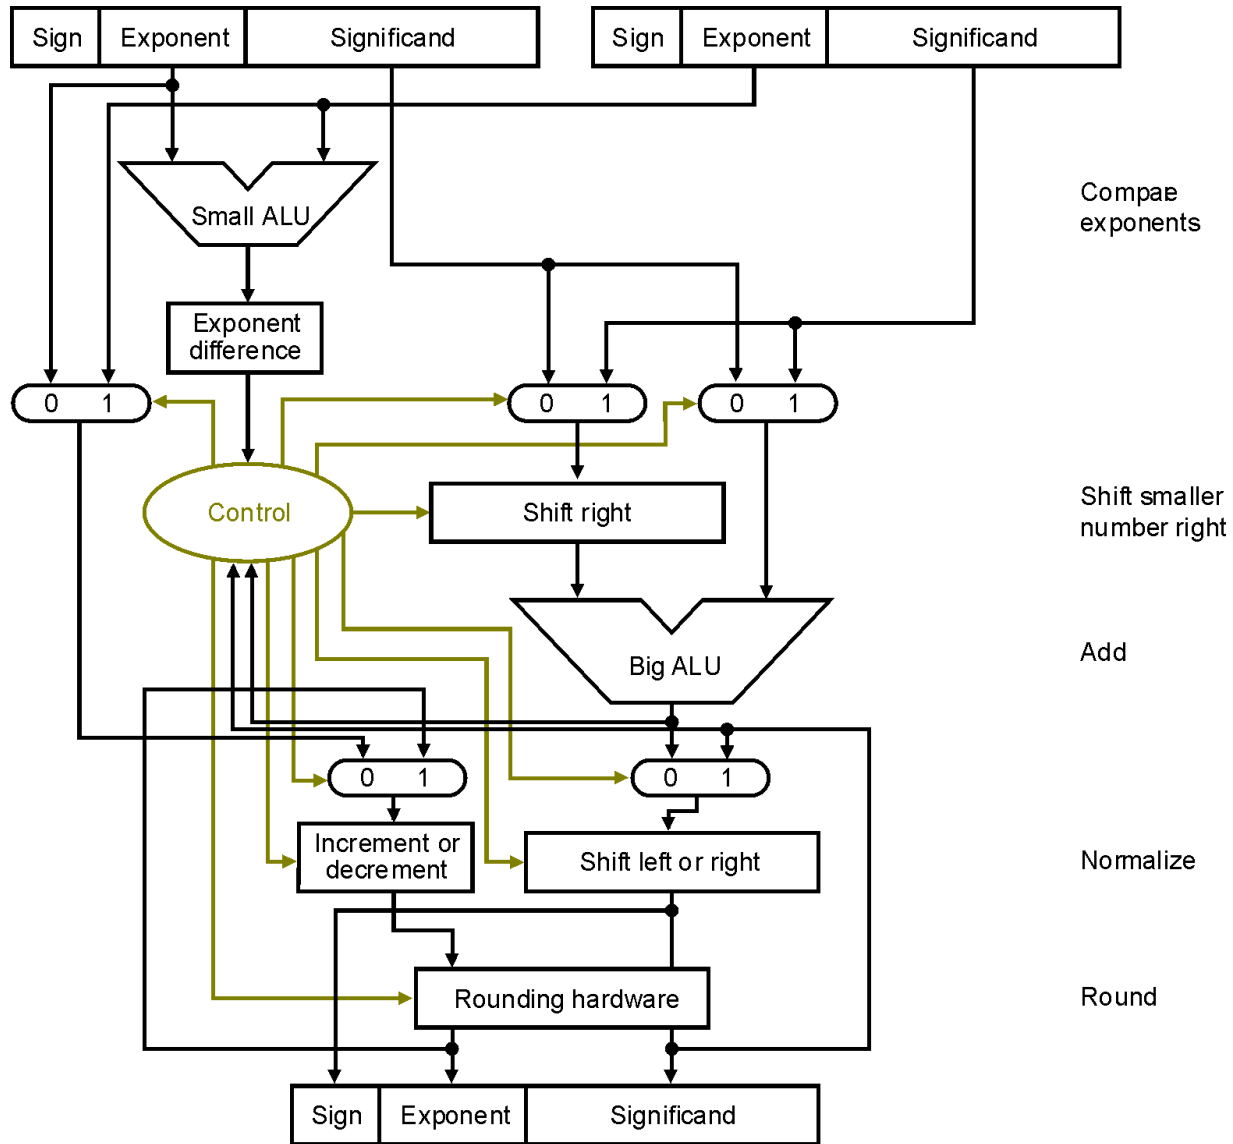 Sign Exponent Significand Sign Exponent Significand
Small ALU
Compare
exponents
Exponent
difference
0 1
0 1
0 1
Control
Shift right
Shift smaller
number right
Big ALU
Add
0 1
0 1
Increment or
decrement
Shift left or right
Normalize
Rounding hardware
Round
Sign Exponent Significand